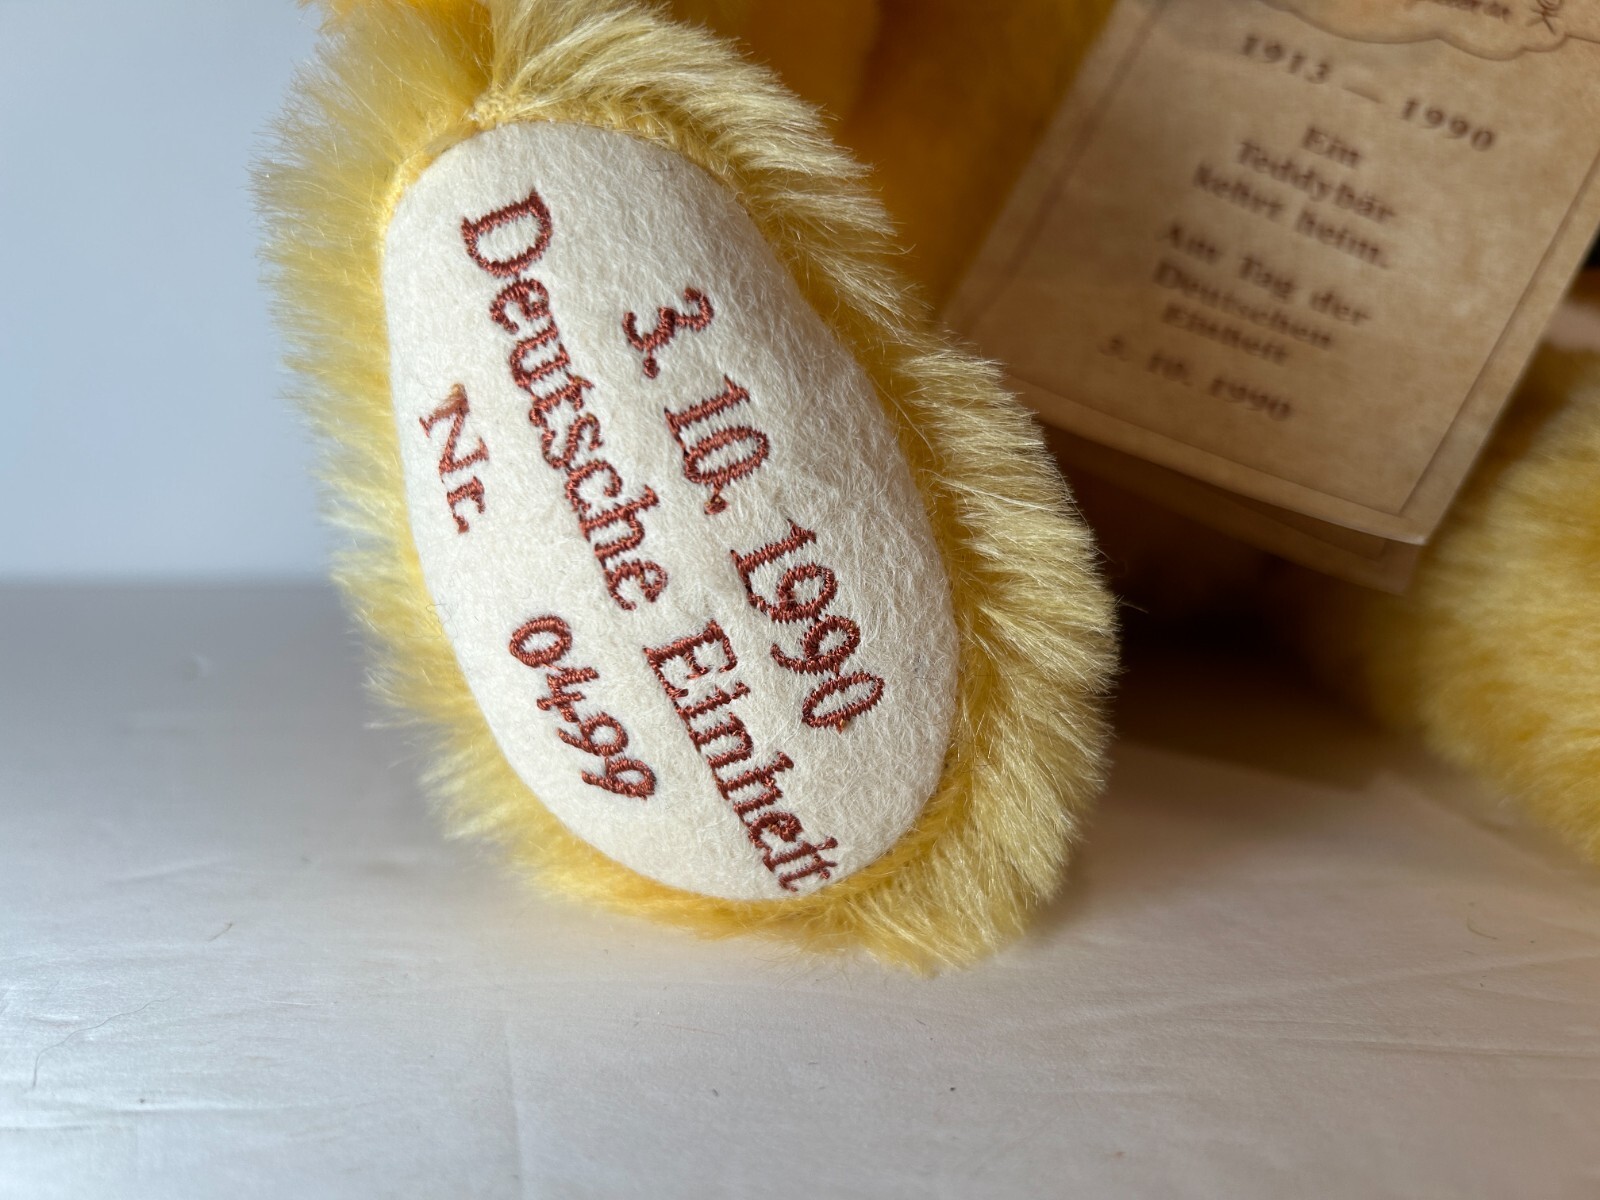 3. 10. 1990
Deutsche Einheit
Nr. 0499
1913 — 1990
Ein
Teddybär
kehrt heim.
Am Tag der
Deutschen
Einheit
3. 10. 1990